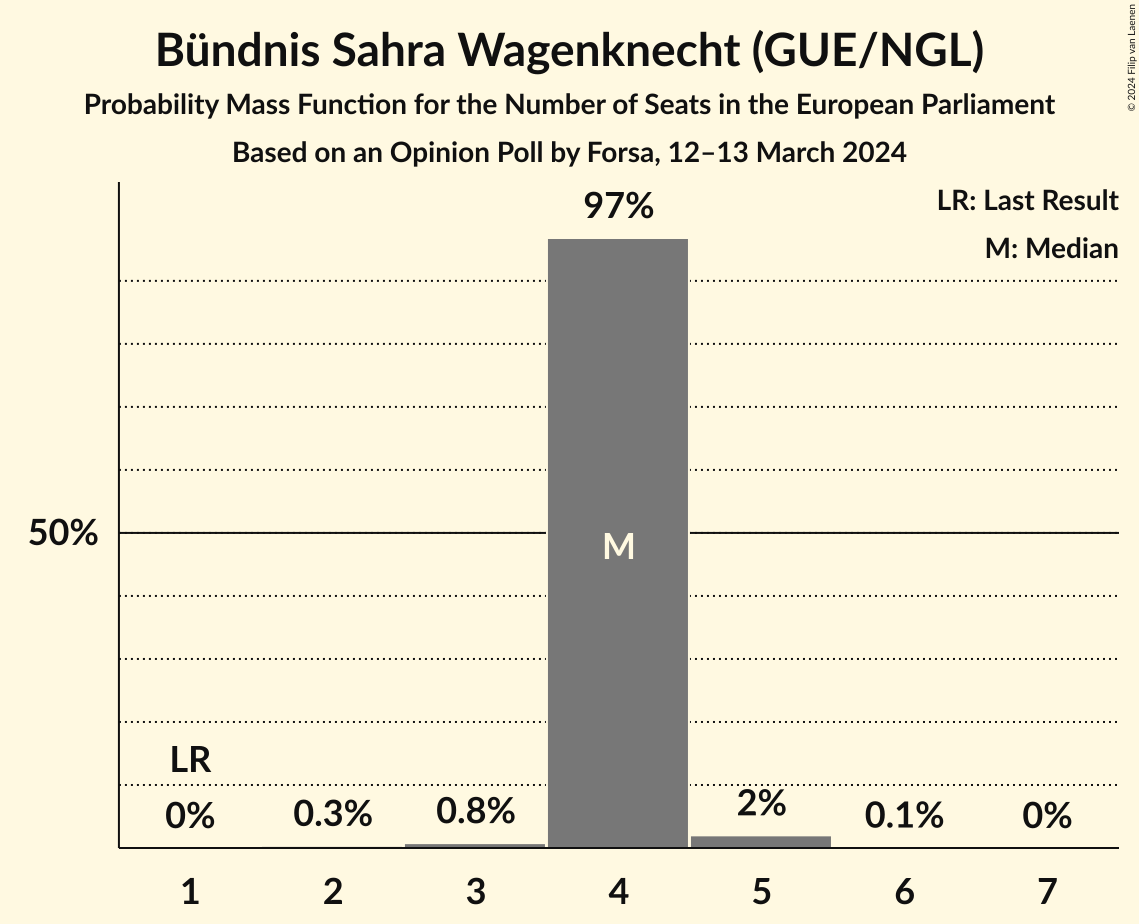 Bündnis Sahra Wagenknecht (GUE/NGL)
Probability Mass Function for the Number of Seats in the European Parliament
Based on an Opinion Poll by Forsa, 12–13 March 2024
© 2024 Filip van Laenen
LR: Last Result
M: Median
97%
50%
M
LR
0%
0.3%
0.8%
2%
0.1%
0%
1
2
3
4
5
6
7